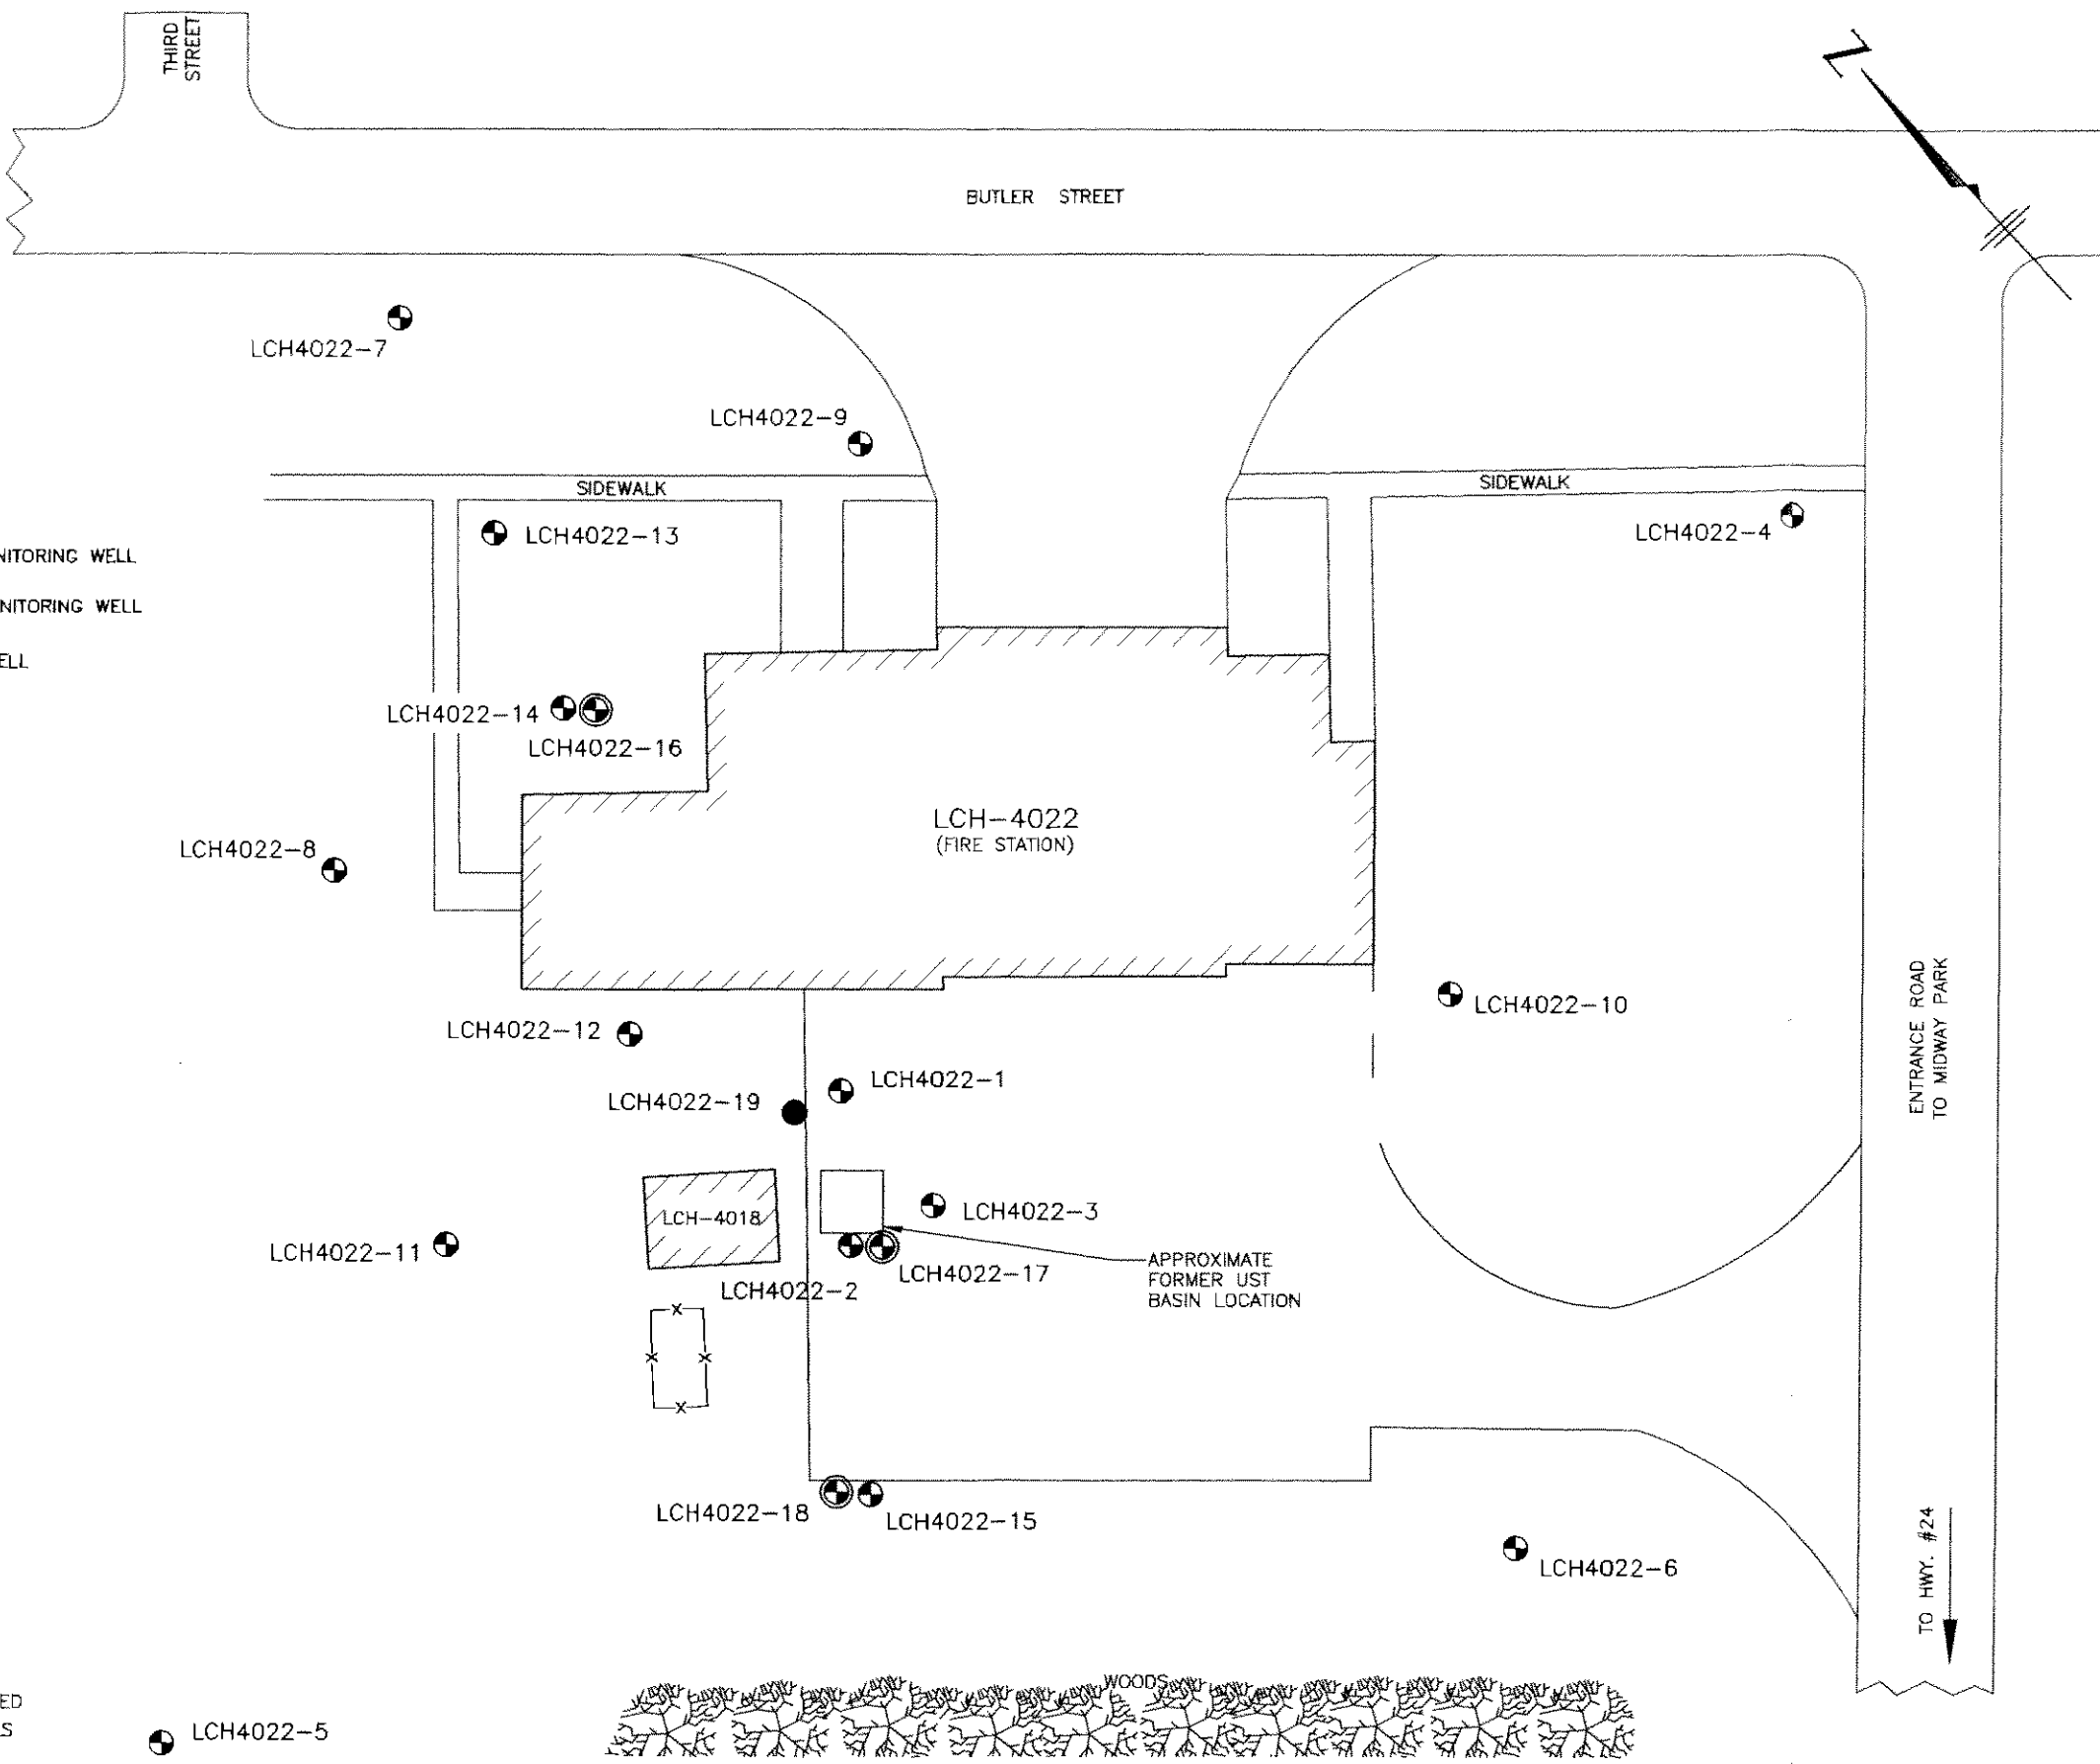 THIRD
STREET
N
BUTLER STREET
LCH4022-7
LCH4022-9
SIDEWALK
SIDEWALK
LCH4022-13
LCH4022-4
NITORING WELL
NITORING WELL
ELL
LCH4022-14
LCH4022-16
LCH-4022
(FIRE STATION)
LCH4022-8
LCH4022-10
ENTRANCE ROAD
TO MIDWAY PARK
LCH4022-12
LCH4022-1
LCH4022-19
LCH-4018
LCH4022-3
LCH4022-11
LCH4022-17
LCH4022-2
APPROXIMATE
FORMER UST
BASIN LOCATION
LCH4022-18
LCH4022-15
LCH4022-6
TO HWY. #24
WOODS
ED
LS
LCH4022-5